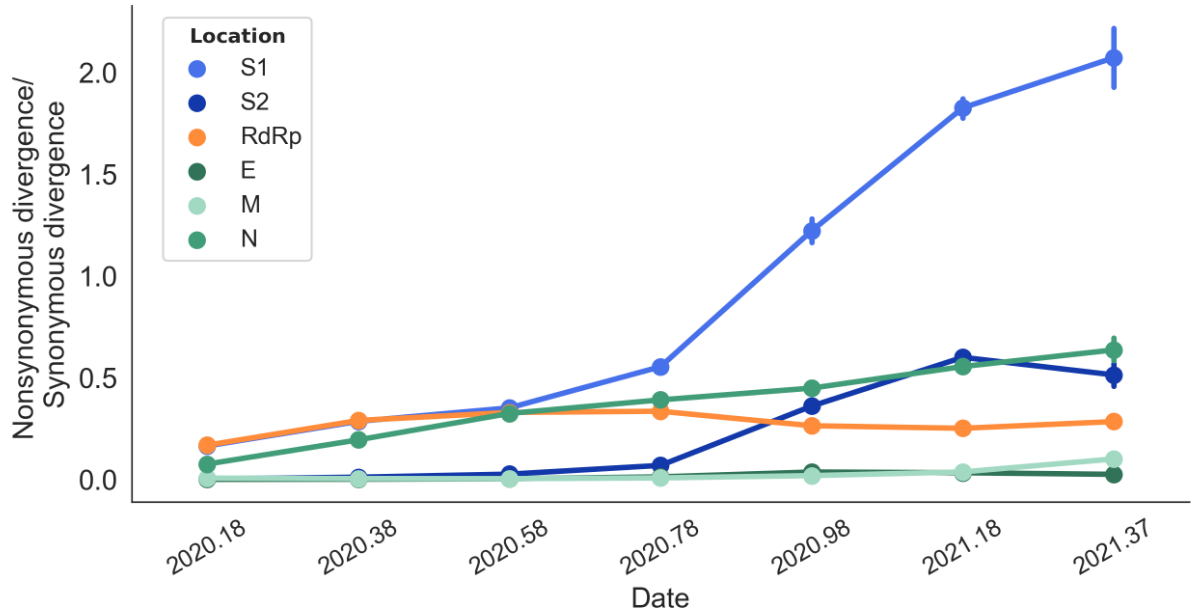 Location
S1
S2
RdRp
E
M
N
Nonsynonymous divergence/
Synonymous divergence
2.0
1.5
1.0
0.5
0.0
2020.18
2020.38
2020.58
2020.78
2020.98
2021.18
2021.37
Date